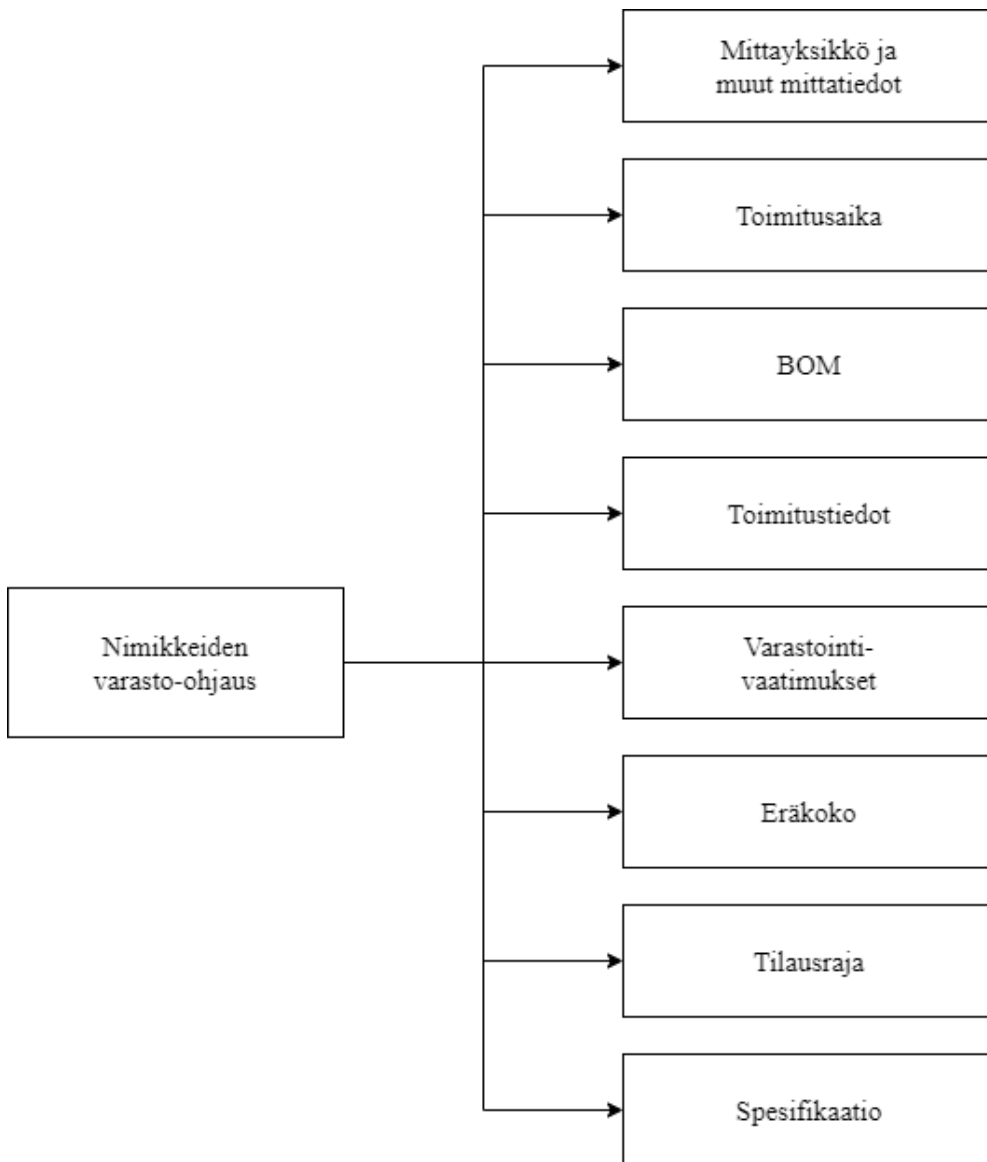 Mittayksikkö ja
muut mittatiedot
Toimitusaika
BOM
Toimitustiedot
Nimikkeiden
varasto-ohjaus
Varastointi-
vaatimukset
Eräkoko
Tilausraja
Spesifikaatio